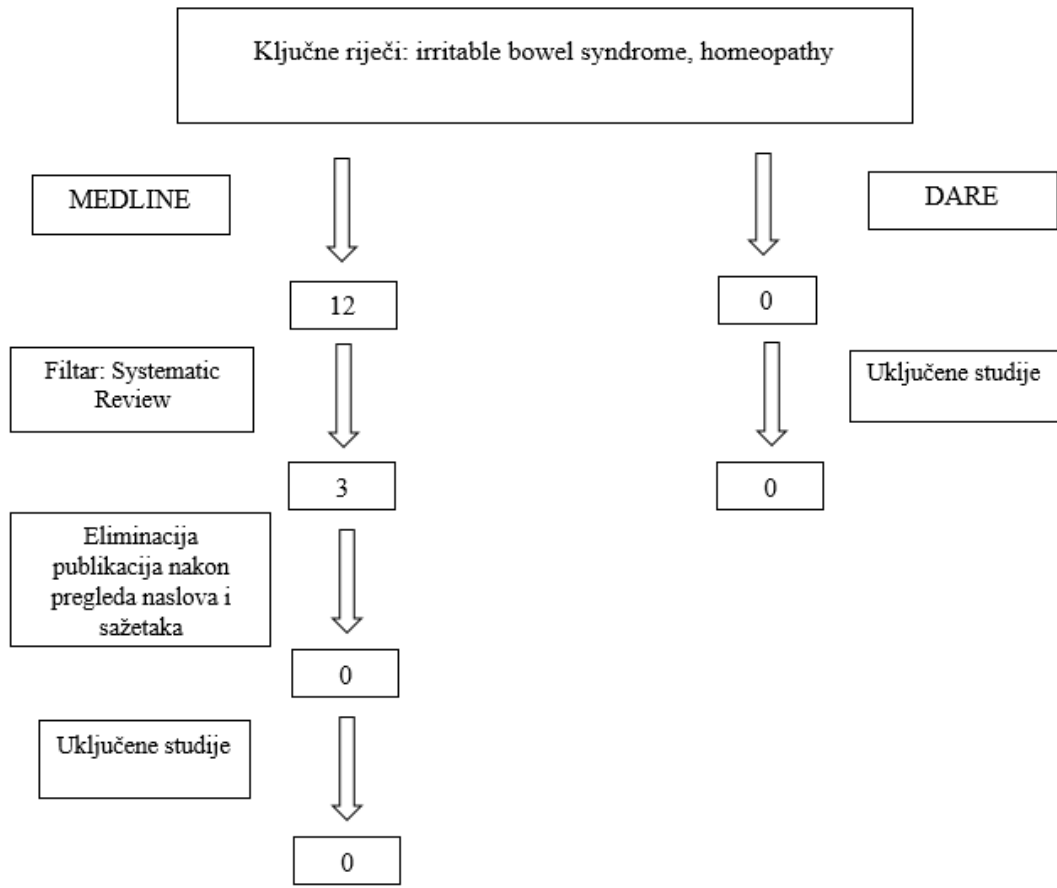 Ključne riječi: irritable bowel syndrome, homeopathy
MEDLINE
DARE
12
0
Filtar: Systematic
Review
Uključene studije
3
0
Eliminacija
publikacija nakon
pregleda naslova i
sažetaka
0
Uključene studije
0